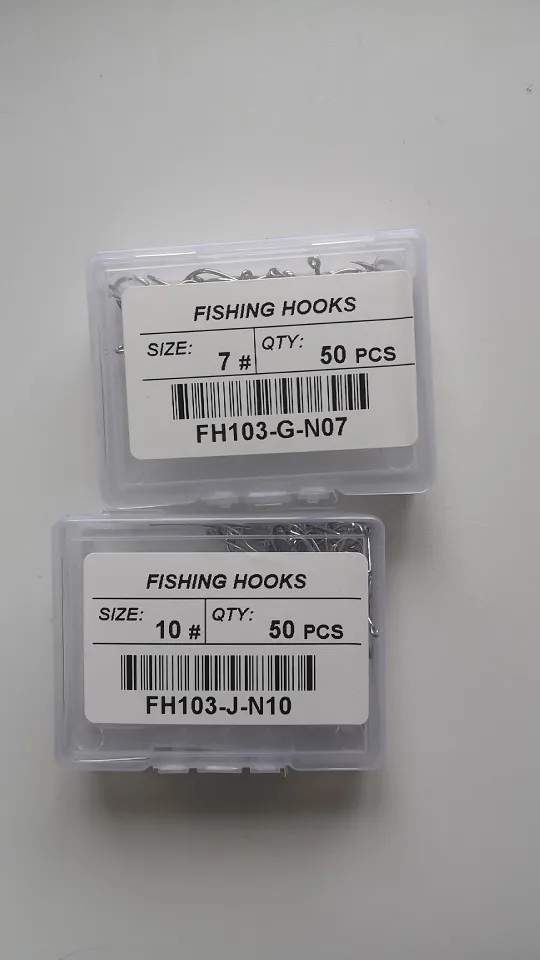 FISHING HOOKS
SIZE: 7 # QTY: 50 PCS
FH103-G-N07
FISHING HOOKS
SIZE: 10 # QTY: 50 PCS
FH103-J-N10